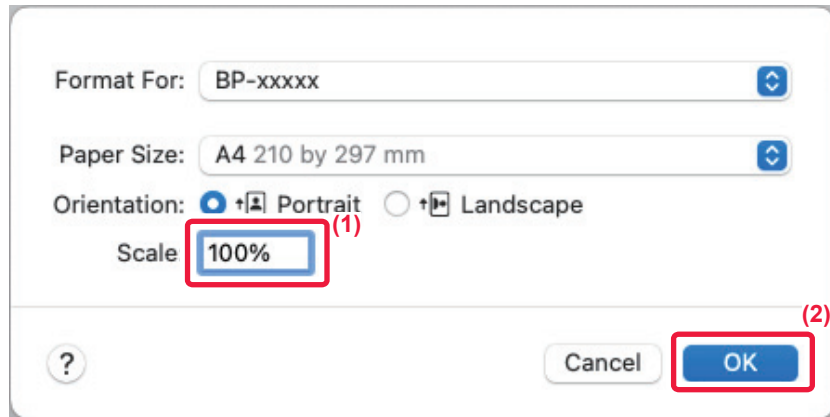 Format For: BP-xxxxx
Paper Size: A4 210 by 297 mm
Orientation: Portrait Landscape
(1)
Scale 100%
(2)
? Cancel OK